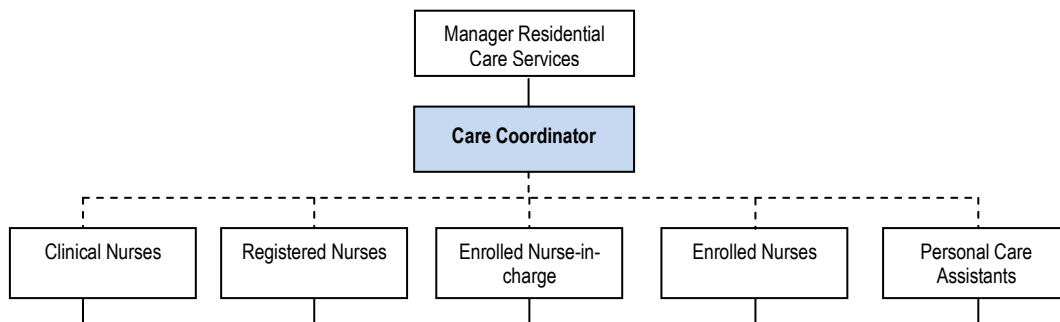 Manager Residential
Care Services
Care Coordinator
Clinical Nurses
Registered Nurses
Enrolled Nurse-in-
charge
Enrolled Nurses
Personal Care
Assistants